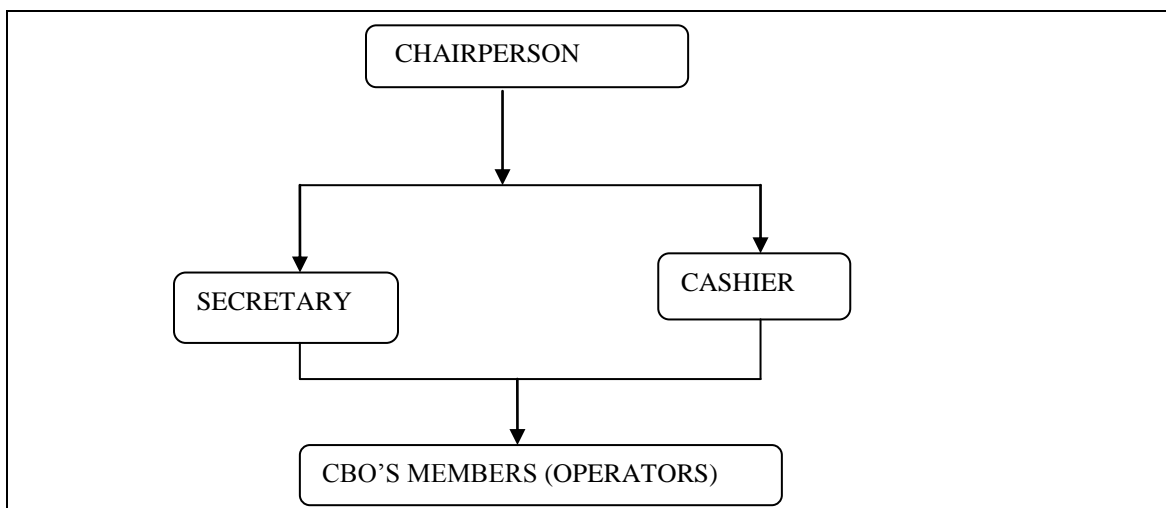 CHAIRPERSON
SECRETARY
CASHIER
CBO’S MEMBERS (OPERATORS)